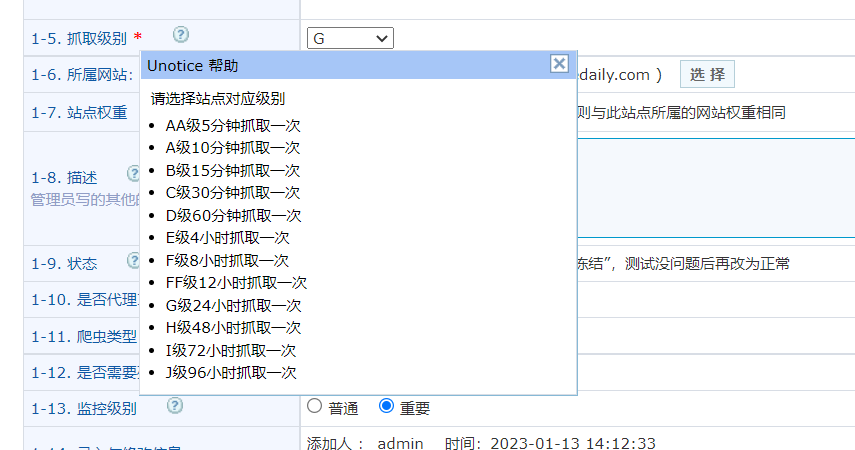 1-5. 抓取级别 * ?
G
Unotice 帮助
1-6. 所属网站:
edaily.com ) 选 择
请选择站点对应级别
1-7. 站点权重
则与此站点所属的网站权重相同
AA级5分钟抓取一次
A级10分钟抓取一次
B级15分钟抓取一次
1-8. 描述 ?
C级30分钟抓取一次
管理员写的其他
D级60分钟抓取一次
E级4小时抓取一次
F级8小时抓取一次
1-9. 状态 ?
冻结”，测试没问题后再改为正常
FF级12小时抓取一次
1-10. 是否代理
G级24小时抓取一次
H级48小时抓取一次
1-11. 爬虫类型
I级72小时抓取一次
1-12. 是否需要
J级96小时抓取一次
1-13. 监控级别 ?
普通 重要
添加人： admin 时间：2023-01-13 14:12:33